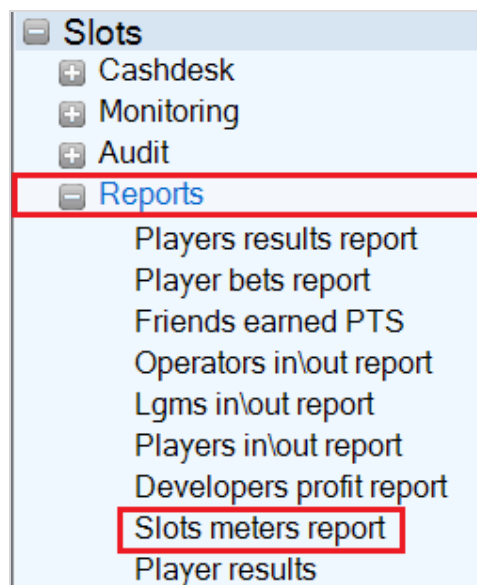 Slots
Cashdesk
Monitoring
Audit
Reports
Players results report
Player bets report
Friends earned PTS
Operators in\out report
Lgms in\out report
Players in\out report
Developers profit report
Slots meters report
Player results